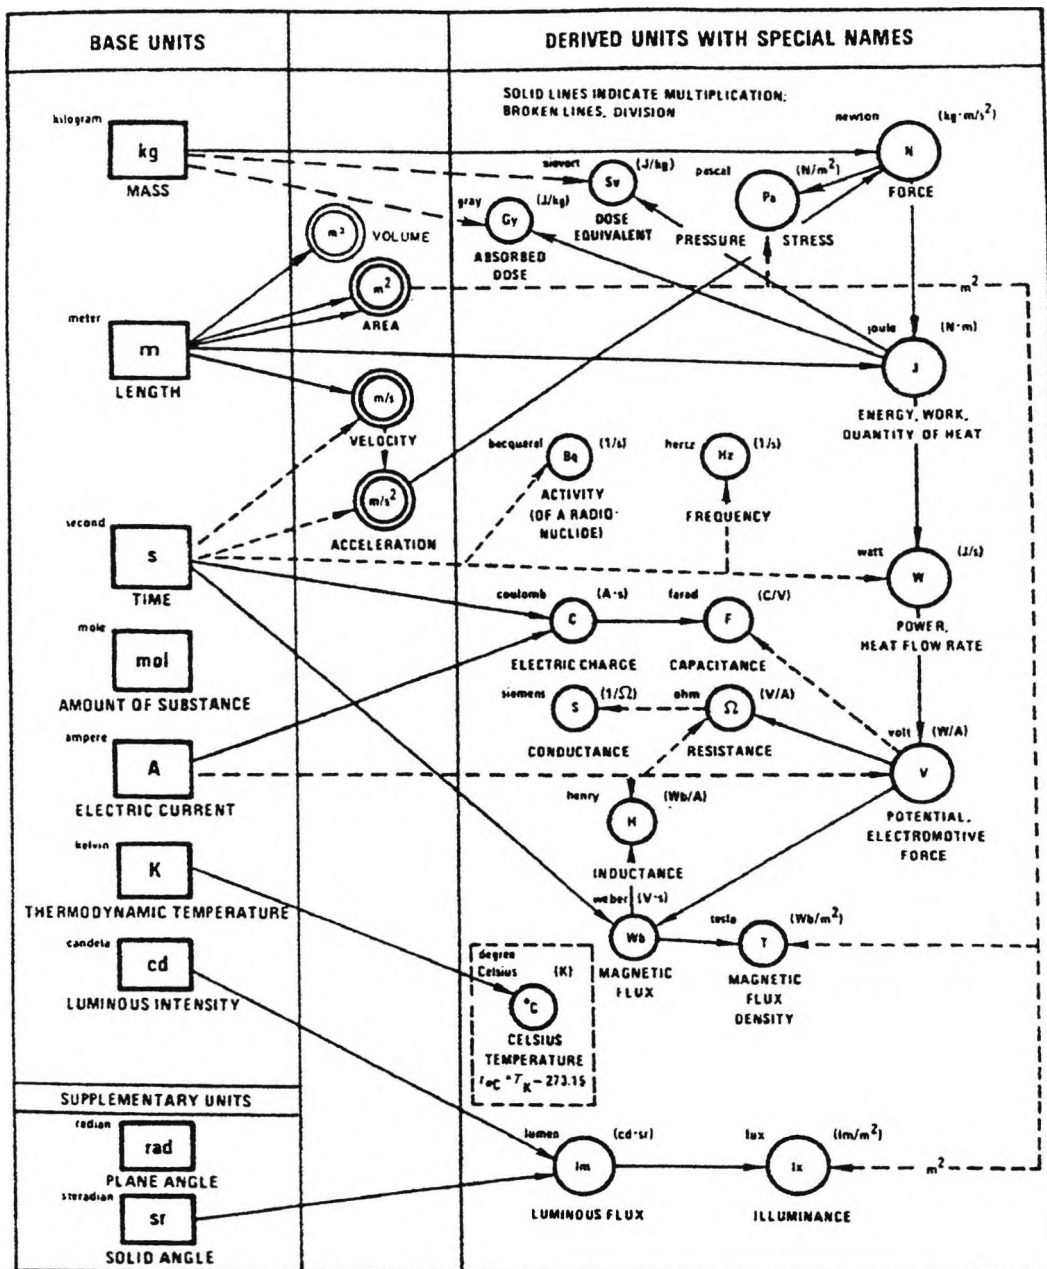 BASE UNITS
DERIVED UNITS WITH SPECIAL NAMES
SOLID LINES INDICATE MULTIPLICATION;
BROKEN LINES, DIVISION
kilogram
kg
MASS
newton
(kg·m/s²)
N
FORCE
sievert
(J/kg)
Sv
DOSE
EQUIVALENT
pascal
(N/m²)
Pa
PRESSURE
STRESS
gray
(J/kg)
Gy
ABSORBED
DOSE
m³
VOLUME
m²
AREA
m²
meter
m
LENGTH
joule
(N·m)
J
ENERGY, WORK,
QUANTITY OF HEAT
m/s
VELOCITY
m/s²
ACCELERATION
becquerel
(1/s)
Bq
ACTIVITY
(OF A RADIO-
NUCLIDE)
hertz
(1/s)
Hz
FREQUENCY
second
s
TIME
watt
(J/s)
W
POWER,
HEAT FLOW RATE
coulomb
(A·s)
C
ELECTRIC CHARGE
farad
(C/V)
F
CAPACITANCE
mole
mol
AMOUNT OF SUBSTANCE
siemens
(1/Ω)
S
CONDUCTANCE
ohm
(V/A)
Ω
RESISTANCE
volt
(W/A)
V
POTENTIAL,
ELECTROMOTIVE
FORCE
ampere
A
ELECTRIC CURRENT
henry
(Wb/A)
H
INDUCTANCE
kelvin
K
THERMODYNAMIC TEMPERATURE
weber
(V·s)
Wb
MAGNETIC
FLUX
tesla
(Wb/m²)
T
MAGNETIC
FLUX
DENSITY
candela
cd
LUMINOUS INTENSITY
degree
Celsius
(K)
°C
CELSIUS
TEMPERATURE
t°C = TK − 273.15
SUPPLEMENTARY UNITS
radian
rad
PLANE ANGLE
steradian
sr
SOLID ANGLE
lumen
(cd·sr)
lm
LUMINOUS FLUX
lux
(lm/m²)
lx
ILLUMINANCE
m²